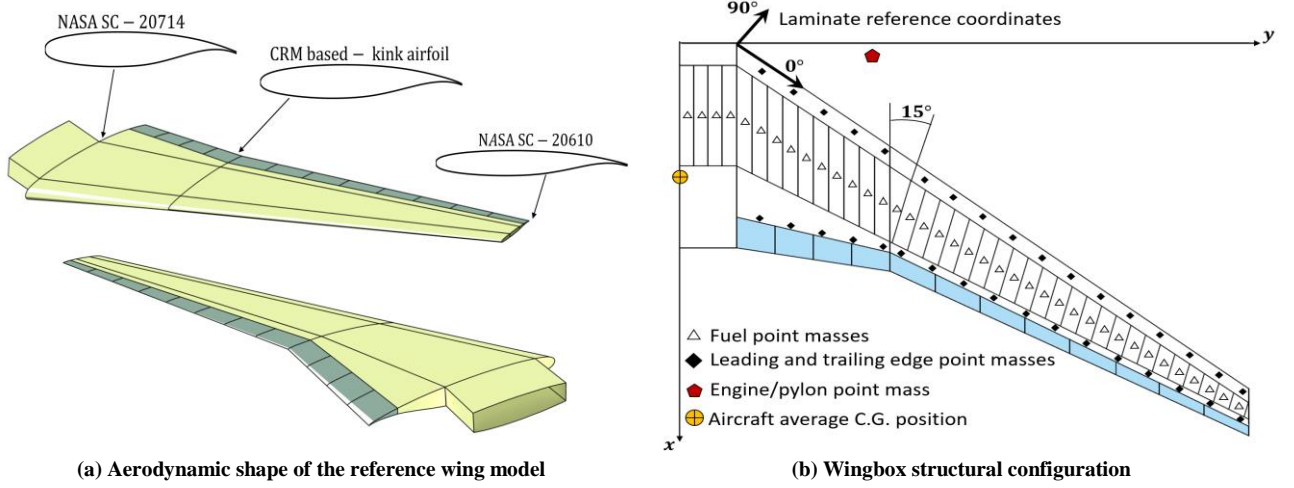 NASA SC – 20714
CRM based – kink airfoil
NASA SC – 20610
(a) Aerodynamic shape of the reference wing model
90°
Laminate reference coordinates
y
0°
15°
Fuel point masses
Leading and trailing edge point masses
Engine/pylon point mass
Aircraft average C.G. position
x
(b) Wingbox structural configuration